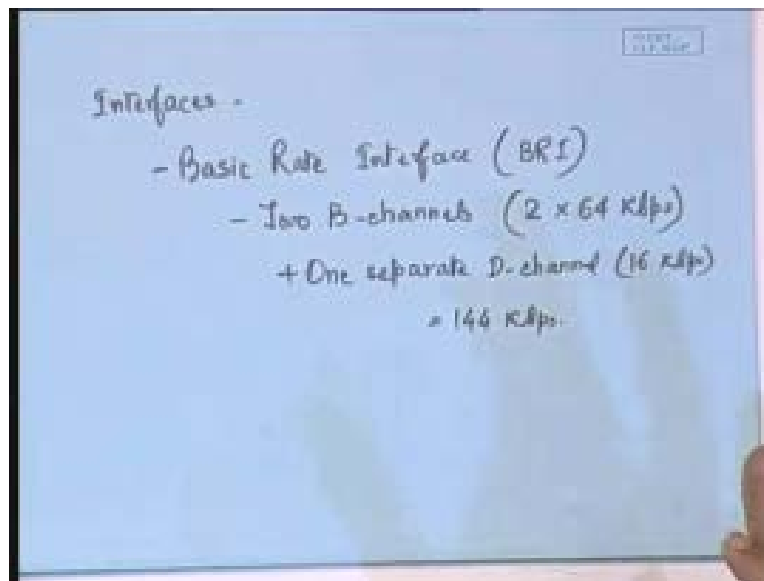 Interfaces -
- Basic Rate Interface (BRI)
- Two B-channels (2 x 64 Kbps)
+ One separate D-channel (16 Kbps)
= 144 Kbps.